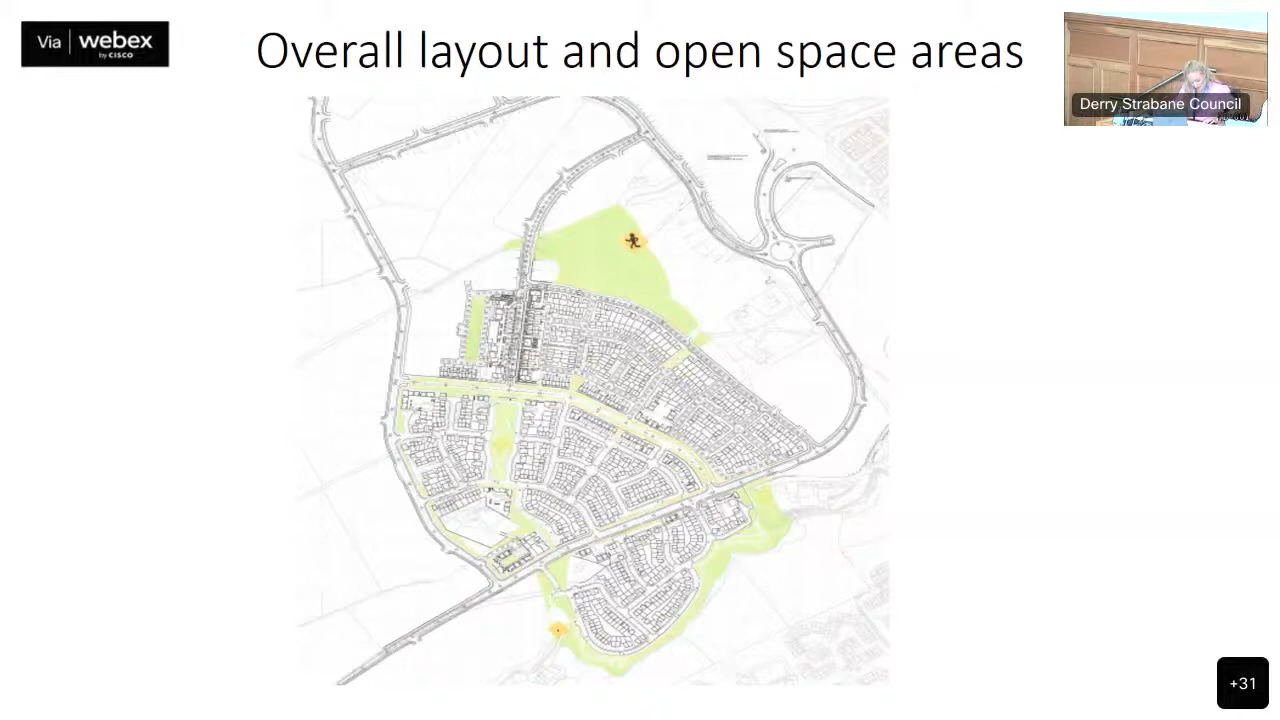 Via webex
by CISCO
Overall layout and open space areas
Derry Strabane Council
+31